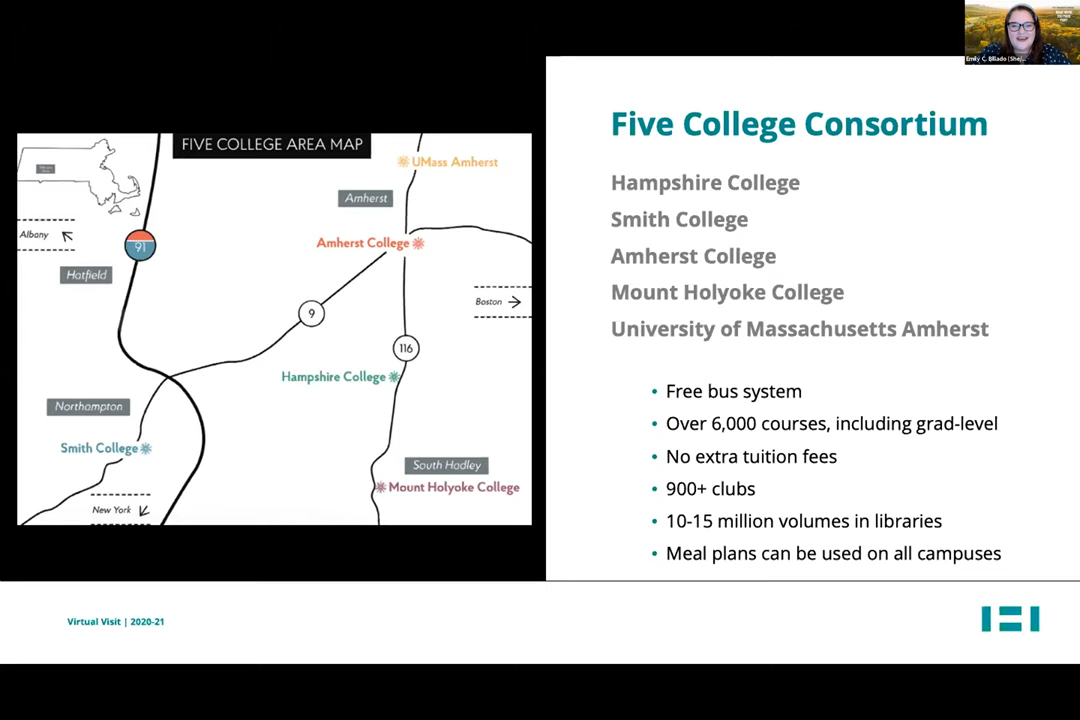 Emily C. Billado (She/...
Five College Consortium
Hampshire College
Smith College
Amherst College
Mount Holyoke College
University of Massachusetts Amherst
• Free bus system
• Over 6,000 courses, including grad-level
• No extra tuition fees
• 900+ clubs
• 10-15 million volumes in libraries
• Meal plans can be used on all campuses
FIVE COLLEGE AREA MAP
UMass Amherst
Amherst
Albany
91
Amherst College
Hatfield
Boston
9
116
Hampshire College
Northampton
Smith College
South Hadley
Mount Holyoke College
New York
Virtual Visit | 2020-21